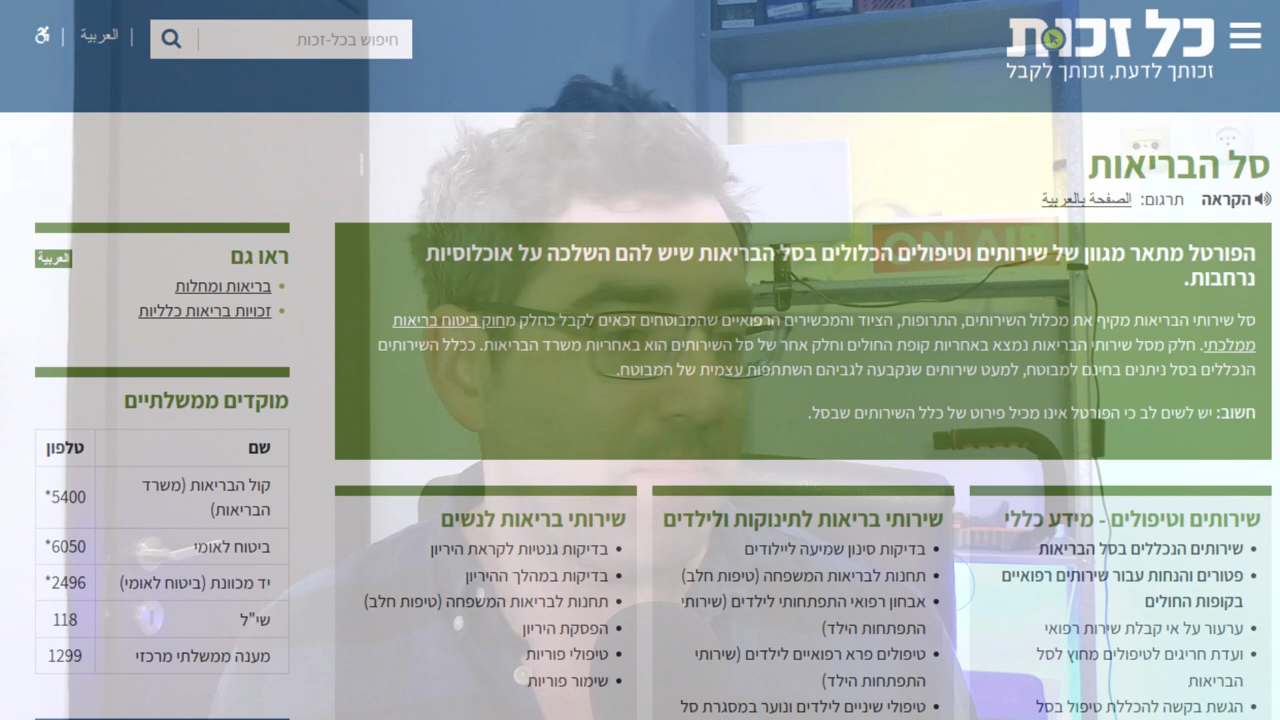 כל זכות
זכותך לדעת, זכותך לקבל
חיפוש בכל-זכות
العربية
סל הבריאות
הקראה
תרגום: الصفحة بالعربية
הפורטל מתאר מגוון של שירותים וטיפולים הכלולים בסל הבריאות שיש להם השלכה על אוכלוסיות
נרחבות.
סל שירותי הבריאות מקיף את מכלול השירותים, התרופות, הציוד והמכשירים הרפואיים שהמבוטחים זכאים לקבל כחלק מחוק ביטוח בריאות
ממלכתי. חלק מסל שירותי הבריאות נמצא באחריות קופת החולים וחלק אחר של סל השירותים הוא באחריות משרד הבריאות. ככלל השירותים
הנכללים בסל ניתנים בחינם למבוטח, למעט שירותים שנקבעה לגביהם השתתפות עצמית של המבוטח.
חשוב: יש לשים לב כי הפורטל אינו מכיל פירוט של כלל השירותים שבסל.
ON AIR
שירותים וטיפולים - מידע כללי
• שירותים הנכללים בסל הבריאות
• פטורים והנחות עבור שירותים רפואיים
בקופות החולים
• ערעור על אי קבלת שירות רפואי
• ועדת חריגים לטיפולים מחוץ לסל
הבריאות
• הגשת בקשה להכללת טיפול בסל
שירותי בריאות לתינוקות ולילדים
• בדיקות סינון שמיעה ליילודים
• תחנות לבריאות המשפחה (טיפות חלב)
• אבחון רפואי התפתחותי לילדים (שירותי
התפתחות הילד)
• טיפולים פרא רפואיים לילדים (שירותי
התפתחות הילד)
• טיפולי שיניים לילדים ונוער במסגרת סל
שירותי בריאות לנשים
• בדיקות גנטיות לקראת היריון
• בדיקות במהלך ההיריון
• תחנות לבריאות המשפחה (טיפות חלב)
• הפסקת היריון
• טיפולי פוריות
• שימור פוריות
ראו גם
العربية
• בריאות ומחלות
• זכויות בריאות כלליות
מוקדים ממשלתיים
שם טלפון
קול הבריאות (משרד
הבריאות) 5400*
ביטוח לאומי 6050*
יד מכוונת (ביטוח לאומי) 2496*
שי"ל 118
מענה ממשלתי מרכזי 1299